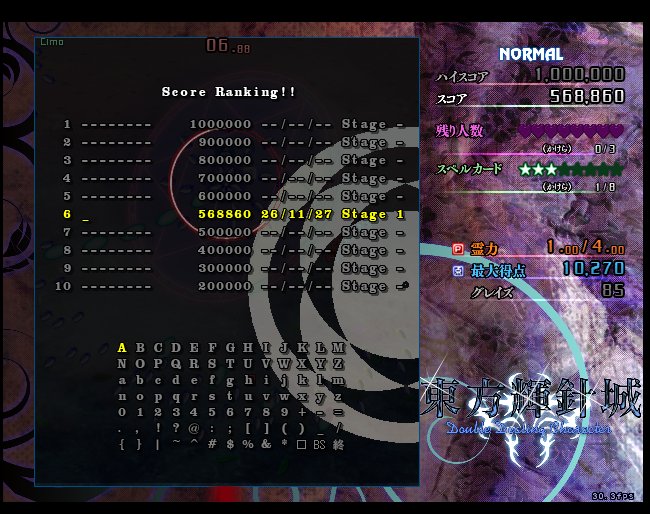 Cimo
06.88
Score Ranking!!
1 -------- 1000000 --/--/-- Stage -
2 -------- 900000 --/--/-- Stage -
3 -------- 800000 --/--/-- Stage -
4 -------- 700000 --/--/-- Stage -
5 -------- 600000 --/--/-- Stage -
6 _ 568860 26/11/27 Stage 1
7 -------- 500000 --/--/-- Stage -
8 -------- 400000 --/--/-- Stage -
9 -------- 300000 --/--/-- Stage -
10 -------- 200000 --/--/-- Stage -
A B C D E F G H I J K L M
N O P Q R S T U V W X Y Z
a b c d e f g h i j k l m
n o p q r s t u v w x y z
0 1 2 3 4 5 6 7 8 9 + - =
. , ! ? @ : ; [ ] ( ) _ /
{ } | ~ ^ # $ % & * □ BS 終
NORMAL
ハイスコア 1,000,000
スコア 568,860
残り人数
(かけら) 0/3
スペルカード ★★★★★★★★
(かけら) 1/8
P 霊力 1.00/4.00
最大得点 10,270
グレイズ 85
東方輝針城
Double Dealing Character
30.3fps